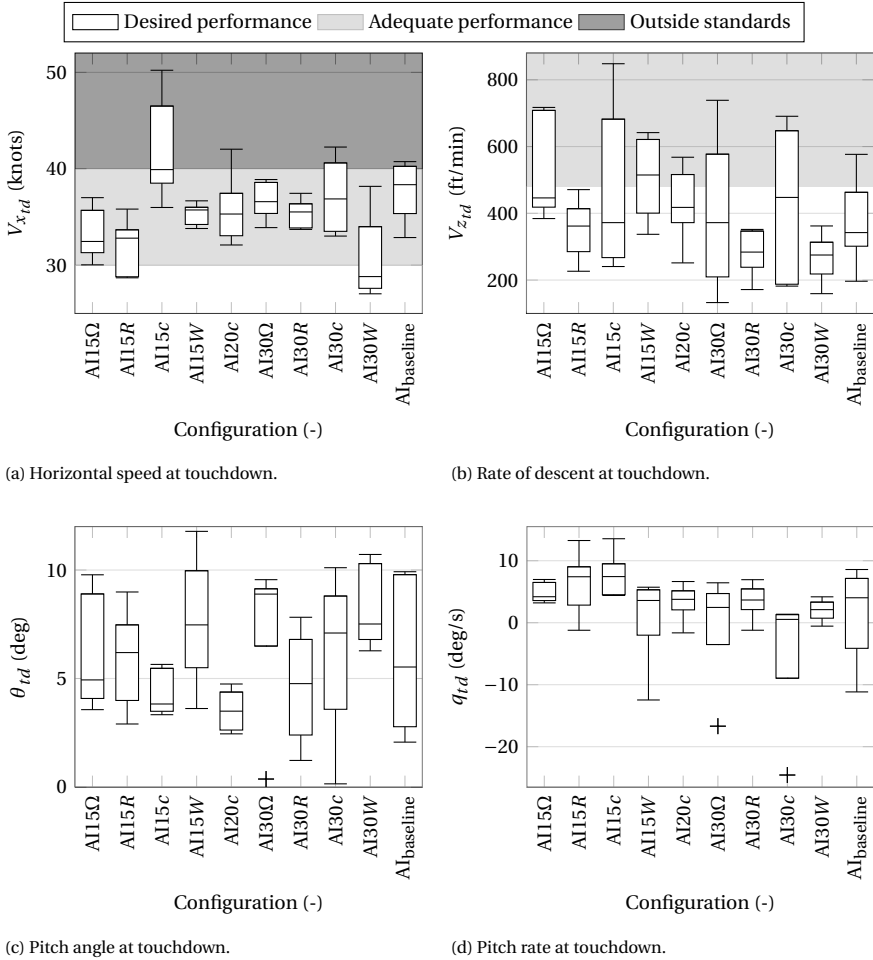 Desired performance Adequate performance Outside standards
50
40
30
V_{x_{td}} (knots)
AI15Ω AI15R AI15c AI15W AI20c AI30Ω AI30R AI30c AI30W AI_baseline
Configuration (-)
(a) Horizontal speed at touchdown.
800
600
400
200
V_{z_{td}} (ft/min)
AI15Ω AI15R AI15c AI15W AI20c AI30Ω AI30R AI30c AI30W AI_baseline
Configuration (-)
(b) Rate of descent at touchdown.
10
5
0
θ_{td} (deg)
AI15Ω AI15R AI15c AI15W AI20c AI30Ω AI30R AI30c AI30W AI_baseline
Configuration (-)
(c) Pitch angle at touchdown.
10
0
−10
−20
q_{td} (deg/s)
AI15Ω AI15R AI15c AI15W AI20c AI30Ω AI30R AI30c AI30W AI_baseline
Configuration (-)
(d) Pitch rate at touchdown.